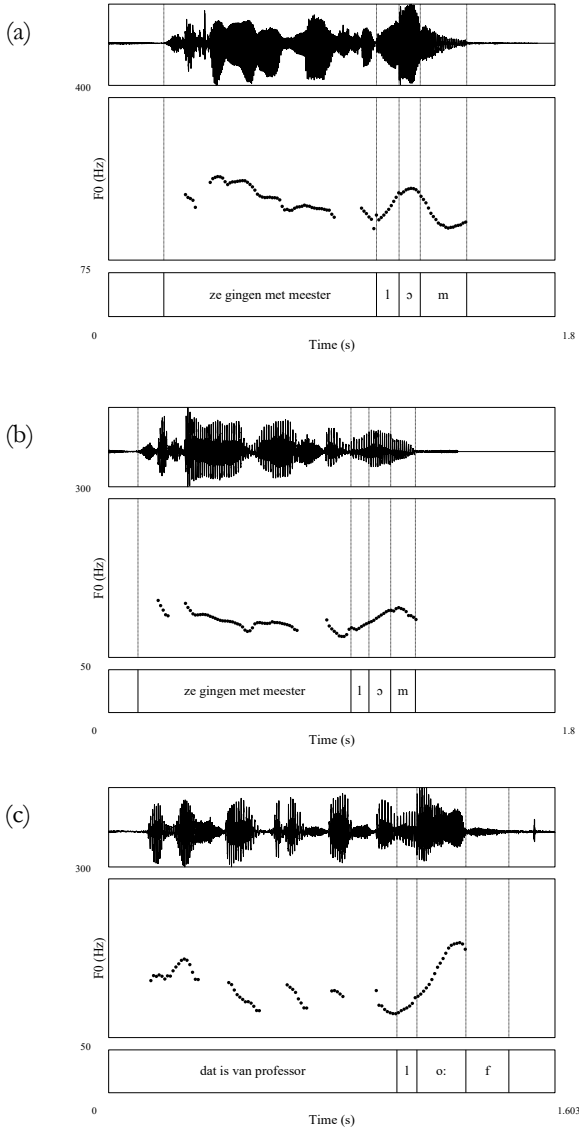 (a)
400
F0 (Hz)
75
ze gingen met meester l ɔ m
0 1.8
Time (s)
(b)
300
F0 (Hz)
50
ze gingen met meester l ɔ m
0 1.8
Time (s)
(c)
300
F0 (Hz)
50
dat is van professor l o: f
0 1.603
Time (s)